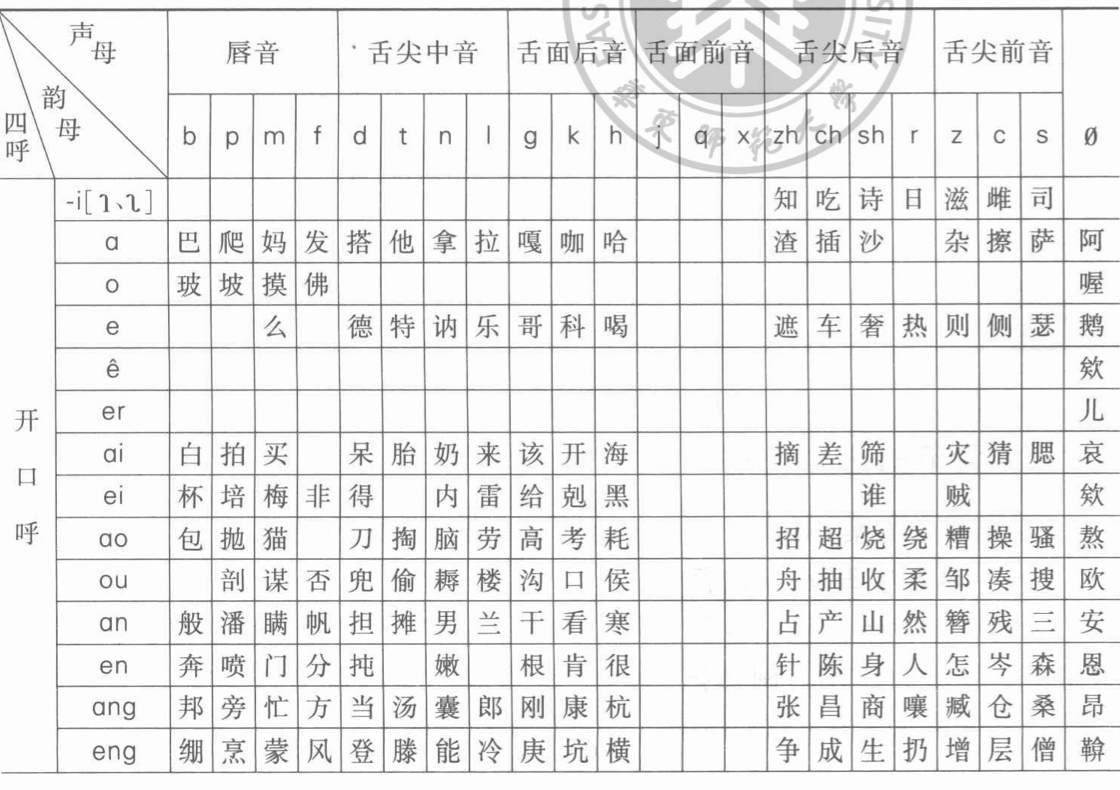 声母 唇音 舌尖中音 舌面后音 舌面前音 舌尖后音 舌尖前音
四呼 韵母 b p m f d t n l g k h j q x zh ch sh r z c s ø
-i[ɿ、ʅ] 知 吃 诗 日 滋 雌 司
ɑ 巴 爬 妈 发 搭 他 拿 拉 嘎 咖 哈 渣 插 沙 杂 擦 萨 阿
o 玻 坡 摸 佛 喔
e 么 德 特 讷 乐 哥 科 喝 遮 车 奢 热 则 侧 瑟 鹅
ê 欸
er 儿
开口呼
ɑi 白 拍 买 呆 胎 奶 来 该 开 海 摘 差 筛 灾 猜 腮 哀
ei 杯 培 梅 非 得 内 雷 给 剋 黑 谁 贼 欸
ɑo 包 抛 猫 刀 掏 脑 劳 高 考 耗 招 超 烧 绕 糟 操 骚 熬
ou 剖 谋 否 兜 偷 耨 楼 沟 口 侯 舟 抽 收 柔 邹 凑 搜 欧
ɑn 般 潘 瞒 帆 担 摊 男 兰 干 看 寒 占 产 山 然 簪 残 三 安
en 奔 喷 门 分 扽 嫩 根 肯 很 针 陈 身 人 怎 岑 森 恩
ɑng 邦 旁 忙 方 当 汤 囊 郎 刚 康 杭 张 昌 商 嚷 臧 仓 桑 昂
eng 绷 烹 蒙 风 登 滕 能 冷 庚 坑 横 争 成 生 扔 增 层 僧 鞥